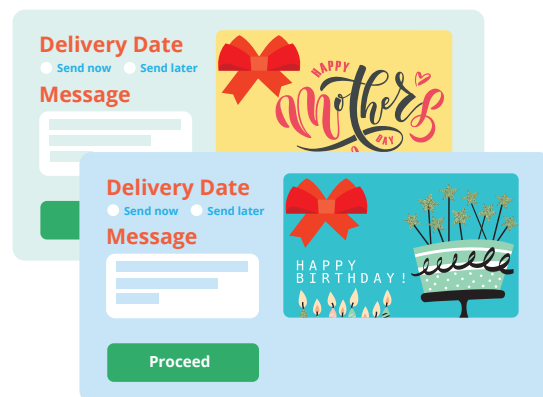 Delivery Date
Send now Send later
Message
HAPPY
Mother's
DAY
Delivery Date
Send now Send later
Message
HAPPY
BIRTHDAY!
Proceed